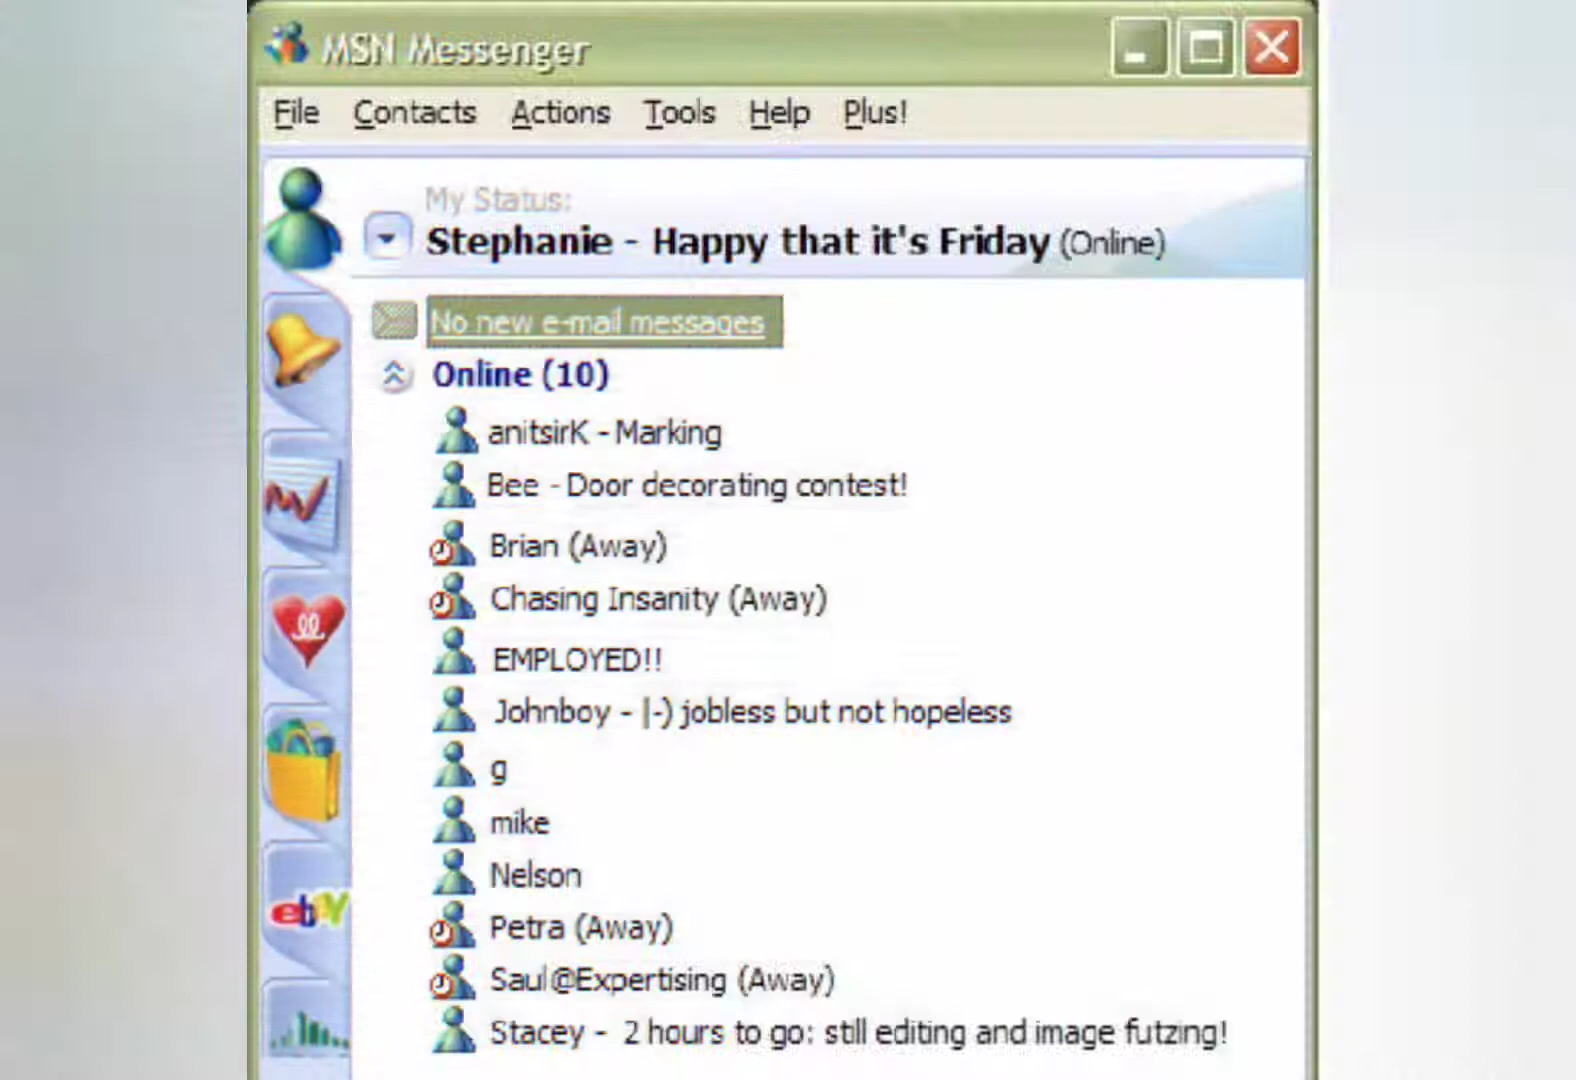 MSN Messenger
File Contacts Actions Tools Help Plus!
My Status:
Stephanie - Happy that it's Friday (Online)
No new e-mail messages
Online (10)
anitsirK - Marking
Bee - Door decorating contest!
Brian (Away)
Chasing Insanity (Away)
EMPLOYED!!
Johnboy - |-) jobless but not hopeless
g
mike
Nelson
ebY
Petra (Away)
Saul@Expertising (Away)
Stacey - 2 hours to go: still editing and image futzing!